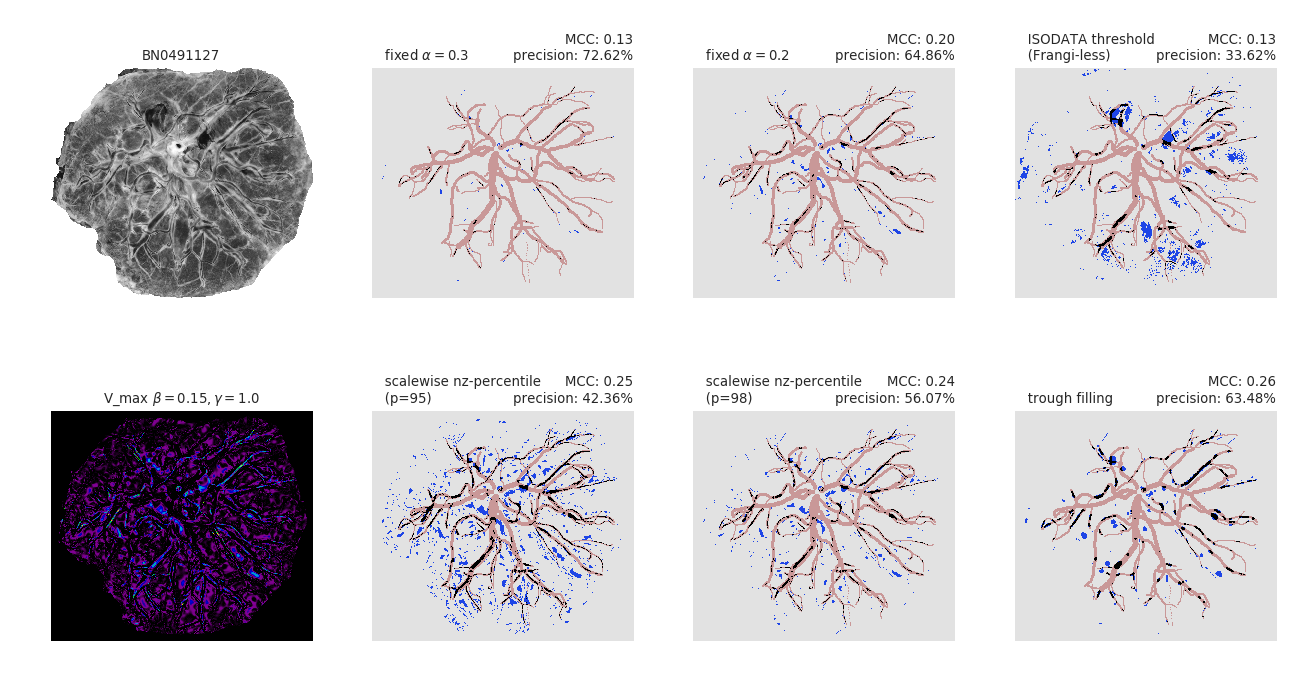 BN0491127
MCC: 0.13
fixed α = 0.3 precision: 72.62%
MCC: 0.20
fixed α = 0.2 precision: 64.86%
ISODATA threshold MCC: 0.13
(Frangi-less) precision: 33.62%
V_max β = 0.15, γ = 1.0
scalewise nz-percentile MCC: 0.25
(p=95) precision: 42.36%
scalewise nz-percentile MCC: 0.24
(p=98) precision: 56.07%
MCC: 0.26
trough filling precision: 63.48%